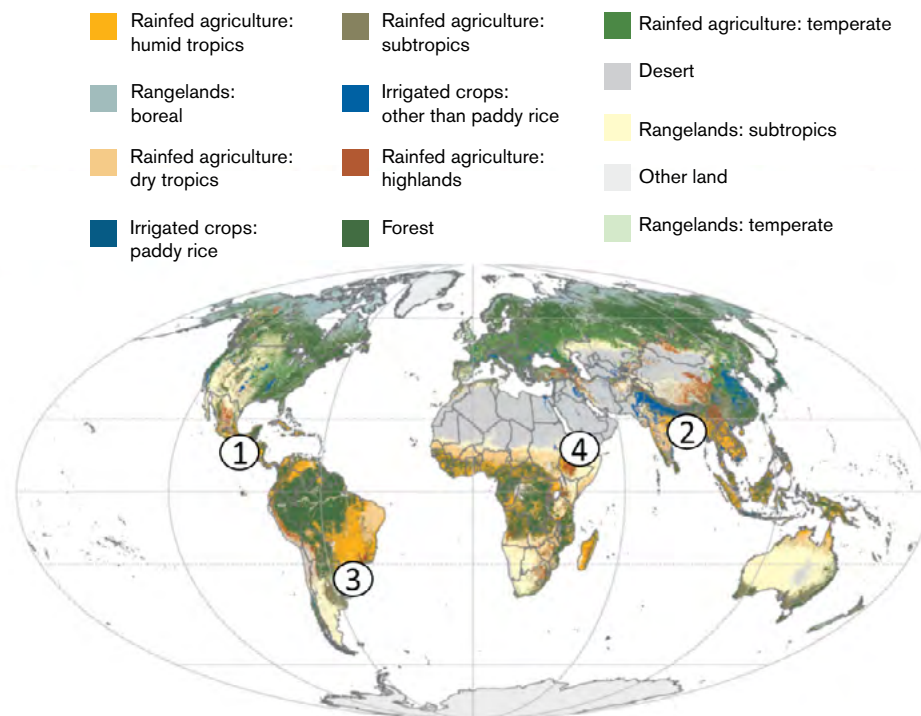 Rainfed agriculture:
humid tropics
Rangelands:
boreal
Rainfed agriculture:
dry tropics
Irrigated crops:
paddy rice
Rainfed agriculture:
subtropics
Irrigated crops:
other than paddy rice
Rainfed agriculture:
highlands
Forest
Rainfed agriculture: temperate
Desert
Rangelands: subtropics
Other land
Rangelands: temperate
1
2
3
4